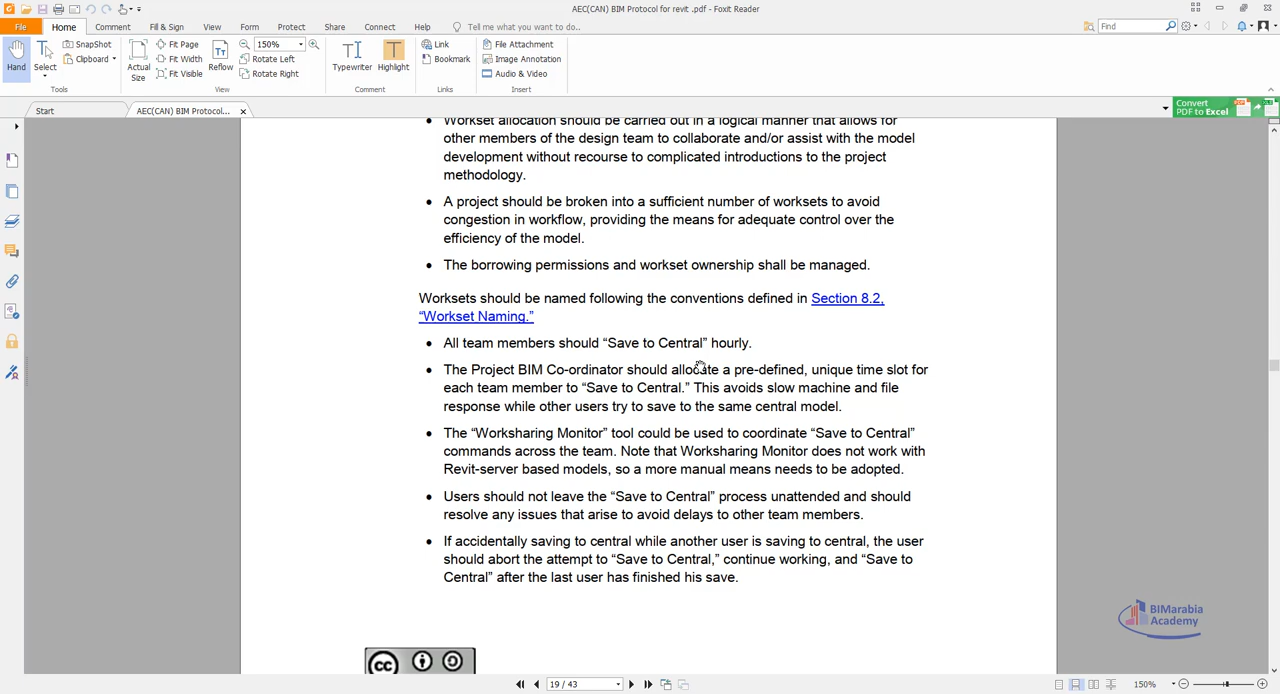 AEC(CAN) BIM Protocol for revit .pdf - Foxit Reader
File Home Comment Fill & Sign View Form Protect Share Connect Help Tell me what you want to do.. Find
Hand
Select
SnapShot
Clipboard
Tools
Actual Size
Fit Page
Fit Width
Fit Visible
Reflow
150%
Rotate Left
Rotate Right
View
Typewriter
Highlight
Comment
Link
Bookmark
Links
File Attachment
Image Annotation
Audio & Video
Insert
Start
AEC(CAN) BIM Protocol...
Convert
PDF to Excel
Workset allocation should be carried out in a logical manner that allows for
other members of the design team to collaborate and/or assist with the model
development without recourse to complicated introductions to the project
methodology.
A project should be broken into a sufficient number of worksets to avoid
congestion in workflow, providing the means for adequate control over the
efficiency of the model.
The borrowing permissions and workset ownership shall be managed.
Worksets should be named following the conventions defined in Section 8.2,
“Workset Naming.”
All team members should “Save to Central” hourly.
The Project BIM Co-ordinator should allocate a pre-defined, unique time slot for
each team member to “Save to Central.” This avoids slow machine and file
response while other users try to save to the same central model.
The “Worksharing Monitor” tool could be used to coordinate “Save to Central”
commands across the team. Note that Worksharing Monitor does not work with
Revit-server based models, so a more manual means needs to be adopted.
Users should not leave the “Save to Central” process unattended and should
resolve any issues that arise to avoid delays to other team members.
If accidentally saving to central while another user is saving to central, the user
should abort the attempt to “Save to Central,” continue working, and “Save to
Central” after the last user has finished his save.
BIMarabia
Academy
cc
19 / 43
150%